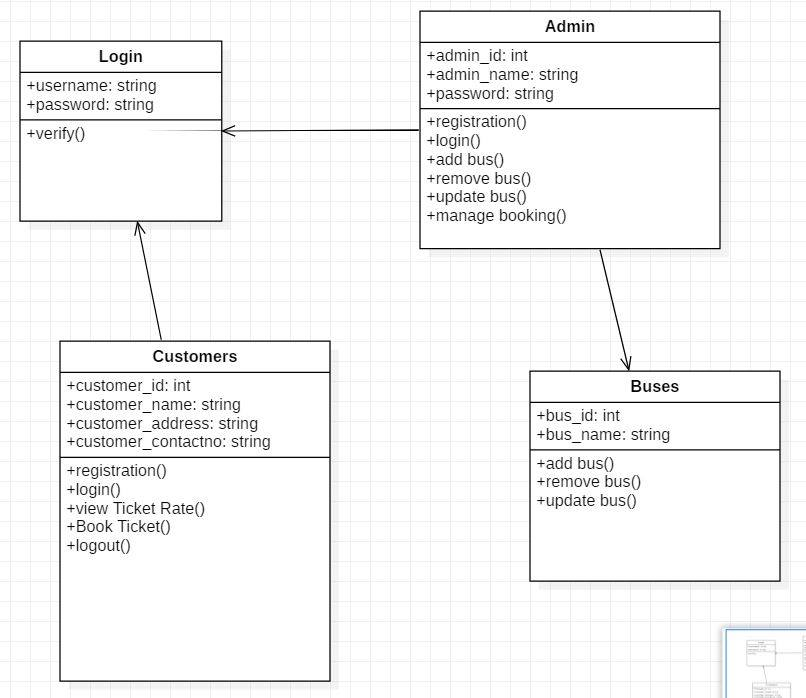 Login
+username: string
+password: string
+verify()
Admin
+admin_id: int
+admin_name: string
+password: string
+registration()
+login()
+add bus()
+remove bus()
+update bus()
+manage booking()
Customers
+customer_id: int
+customer_name: string
+customer_address: string
+customer_contactno: string
+registration()
+login()
+view Ticket Rate()
+Book Ticket()
+logout()
Buses
+bus_id: int
+bus_name: string
+add bus()
+remove bus()
+update bus()